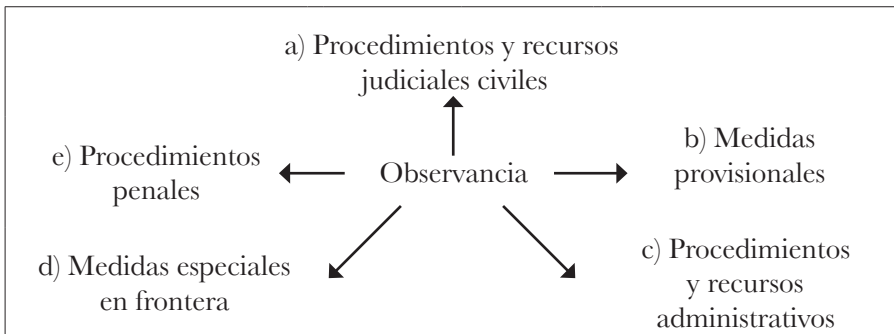 a) Procedimientos y recursos
judiciales civiles
b) Medidas
provisionales
e) Procedimientos
penales
Observancia
c) Procedimientos
y recursos
administrativos
d) Medidas especiales
en frontera